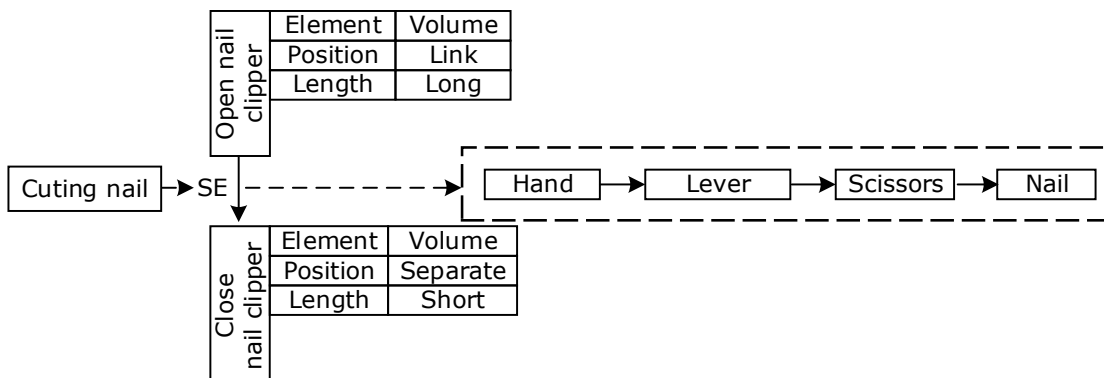 Open nail
clipper
Element Volume
Position Link
Length Long
Cuting nail
SE
Hand Lever Scissors Nail
Close
nail clipper
Element Volume
Position Separate
Length Short